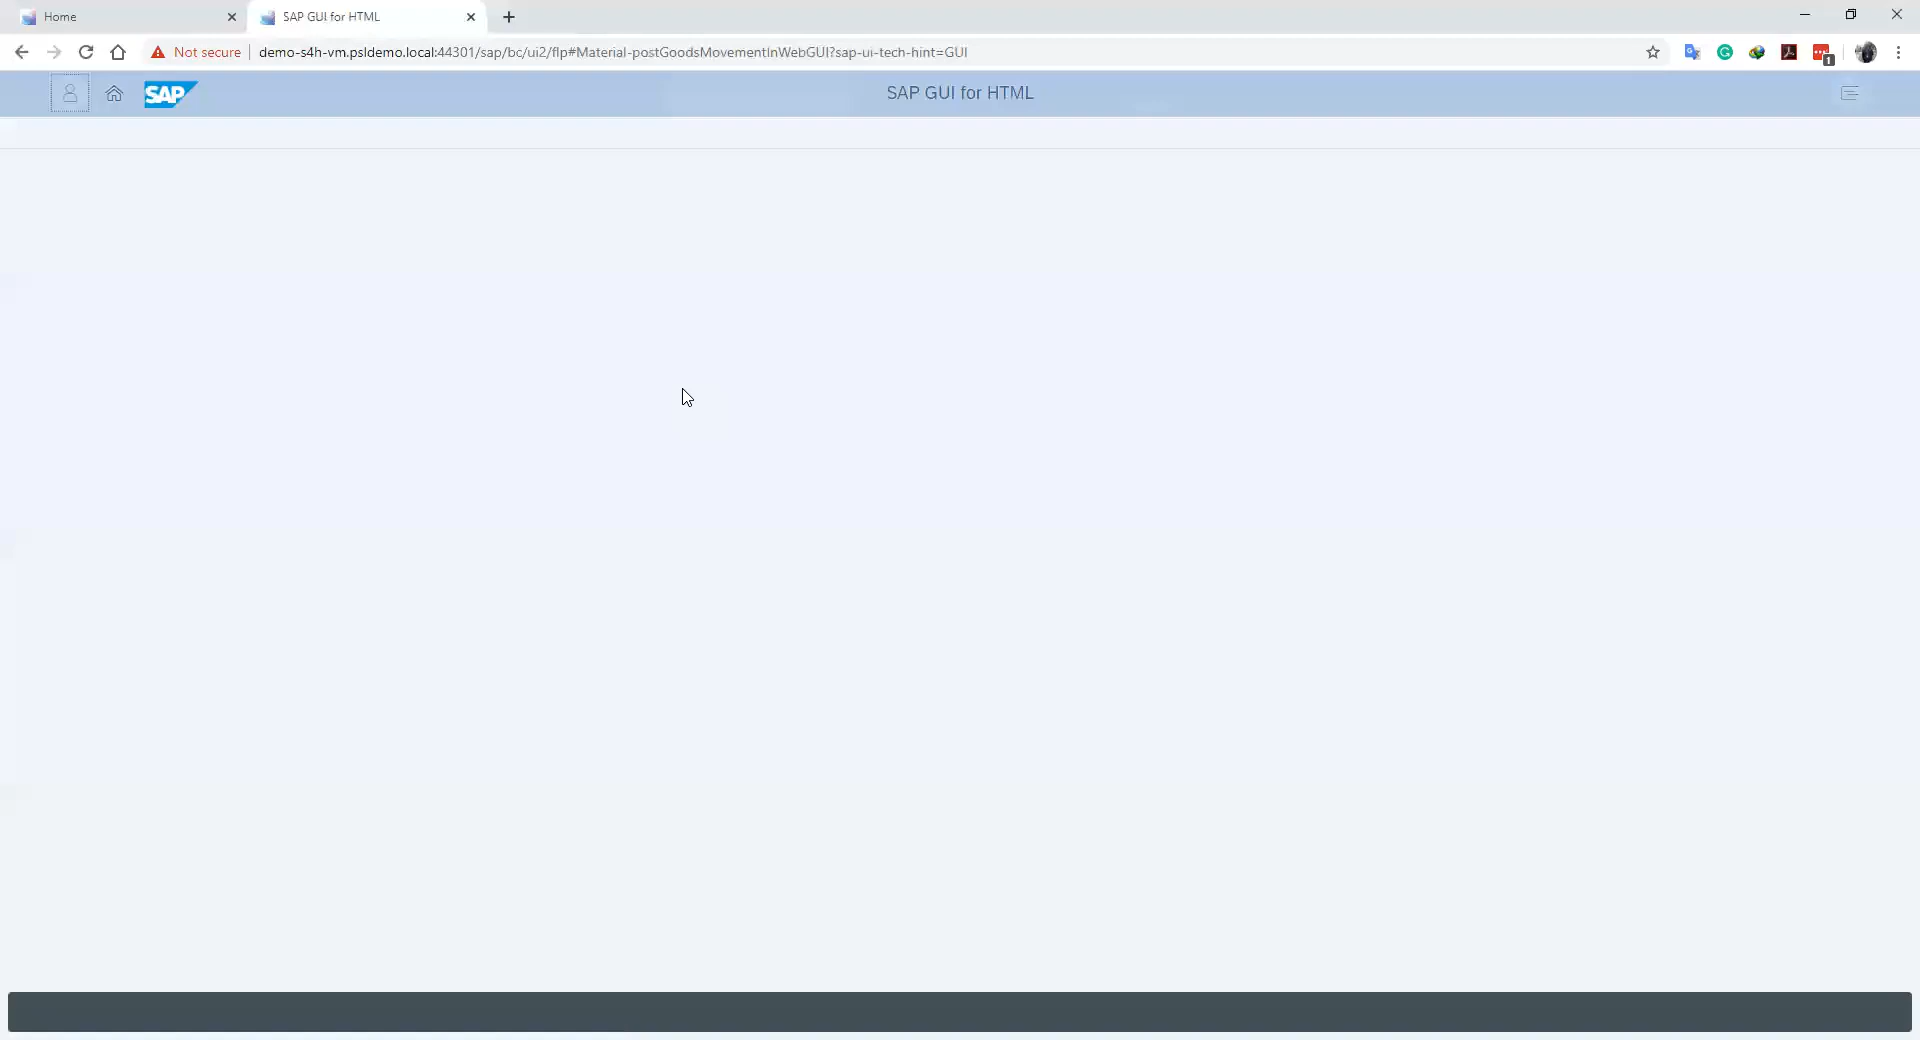 Home
SAP GUI for HTML
Not secure
demo-s4h-vm.psldemo.local:44301/sap/bc/ui2/flp#Material-postGoodsMovementInWebGUI?sap-ui-tech-hint=GUI
1
SAP
SAP GUI for HTML